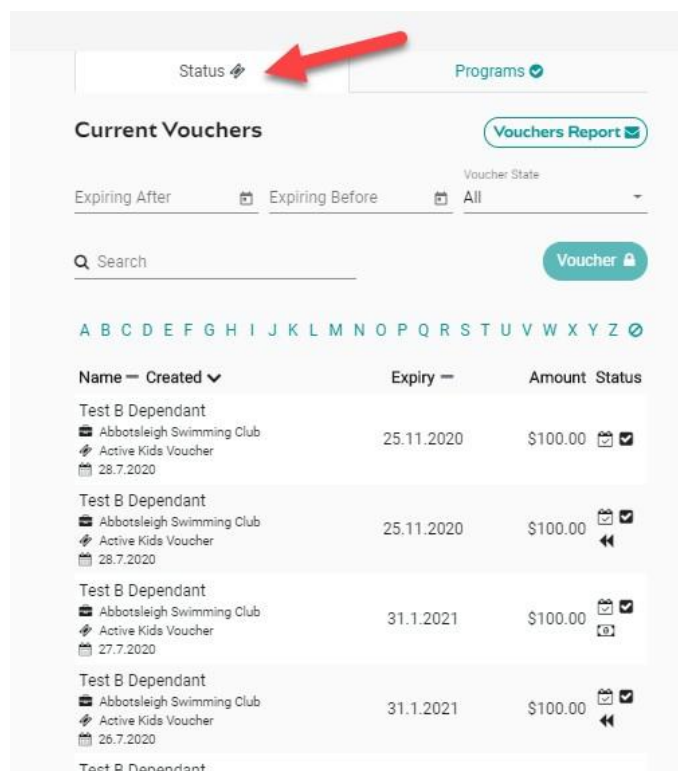 Status
Programs
Current Vouchers
Vouchers Report
Voucher State
Expiring After
Expiring Before
All
Search
Voucher
A B C D E F G H I J K L M N O P Q R S T U V W X Y Z
Name Created Expiry Amount Status
Test B Dependant
Abbotsleigh Swimming Club
Active Kids Voucher
28.7.2020
25.11.2020
$100.00
Test B Dependant
Abbotsleigh Swimming Club
Active Kids Voucher
28.7.2020
25.11.2020
$100.00
Test B Dependant
Abbotsleigh Swimming Club
Active Kids Voucher
27.7.2020
31.1.2021
$100.00
Test B Dependant
Abbotsleigh Swimming Club
Active Kids Voucher
26.7.2020
31.1.2021
$100.00
Test B Dependant